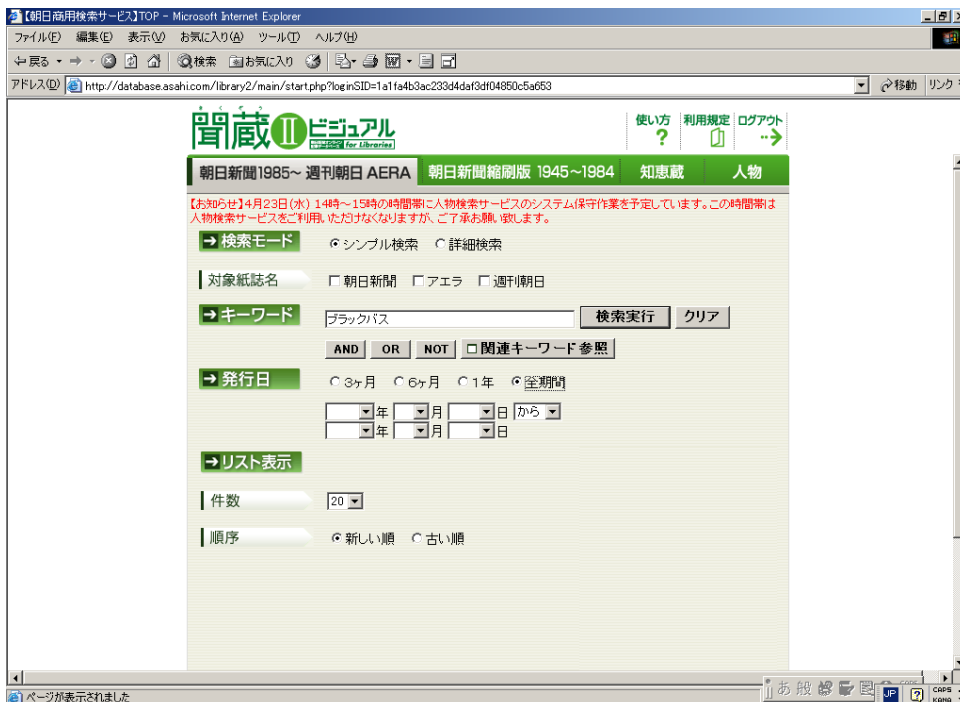 【朝日商用検索サービス】TOP - Microsoft Internet Explorer
ファイル(F) 編集(E) 表示(V) お気に入り(A) ツール(T) ヘルプ(H)
戻る 検索 お気に入り
アドレス(D) http://database.asahi.com/library2/main/start.php?loginSID=1a1fa4b3ac233d4daf3df04850c5a653 移動 リンク
きくぞう
聞蔵Ⅱビジュアル
for Libraries
使い方 利用規定 ログアウト
朝日新聞1985~ 週刊朝日 AERA 朝日新聞縮刷版 1945~1984 知恵蔵 人物
【お知らせ】4月23日(水) 14時~15時の時間帯に人物検索サービスのシステム保守作業を予定しています。この時間帯は
人物検索サービスをご利用いただけなくなりますが、ご了承お願い致します。
検索モード シンプル検索 詳細検索
対象紙誌名 朝日新聞 アエラ 週刊朝日
キーワード ブラックバス 検索実行 クリア
AND OR NOT 関連キーワード参照
発行日 3ヶ月 6ヶ月 1年 全期間
年 月 日 から
年 月 日
リスト表示
件数 20
順序 新しい順 古い順
ページが表示されました
あ 般 JP CAPS
KANA